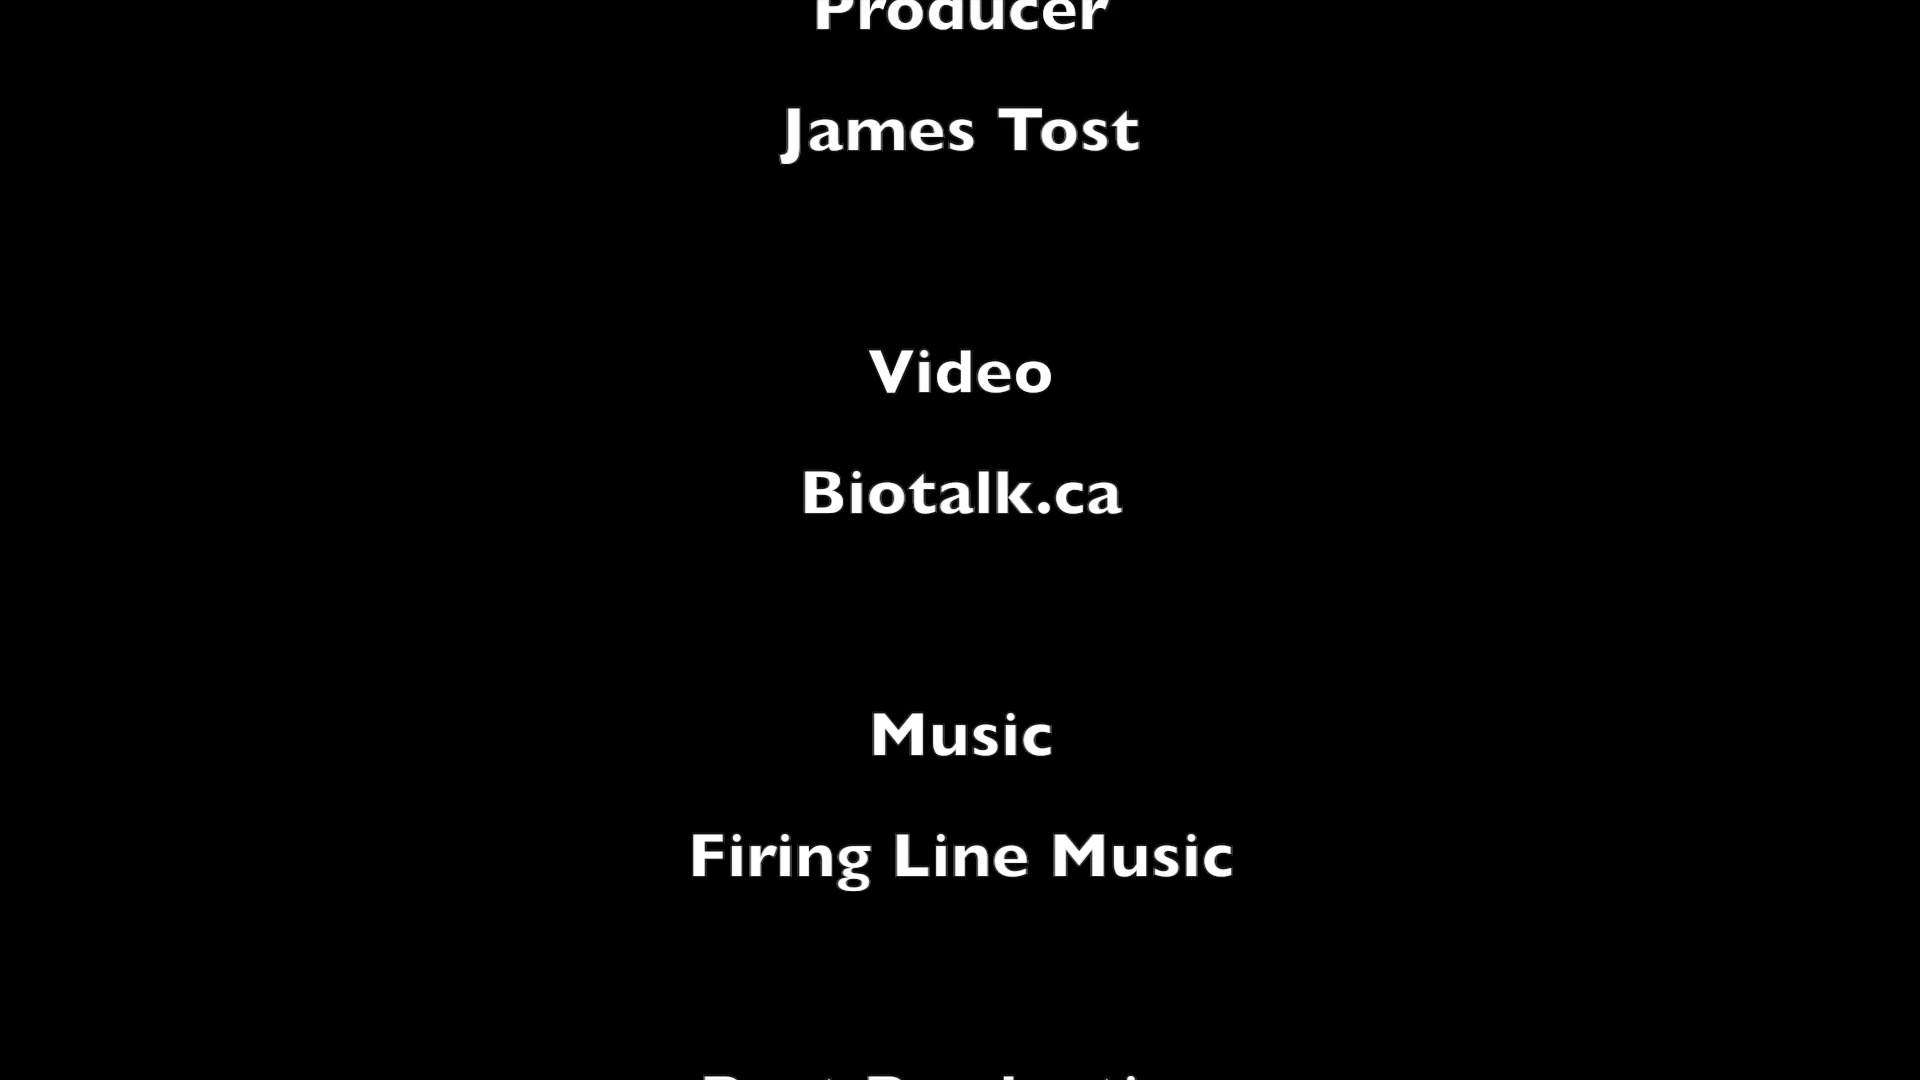 Producer
James Tost
Video
Biotalk.ca
Music
Firing Line Music